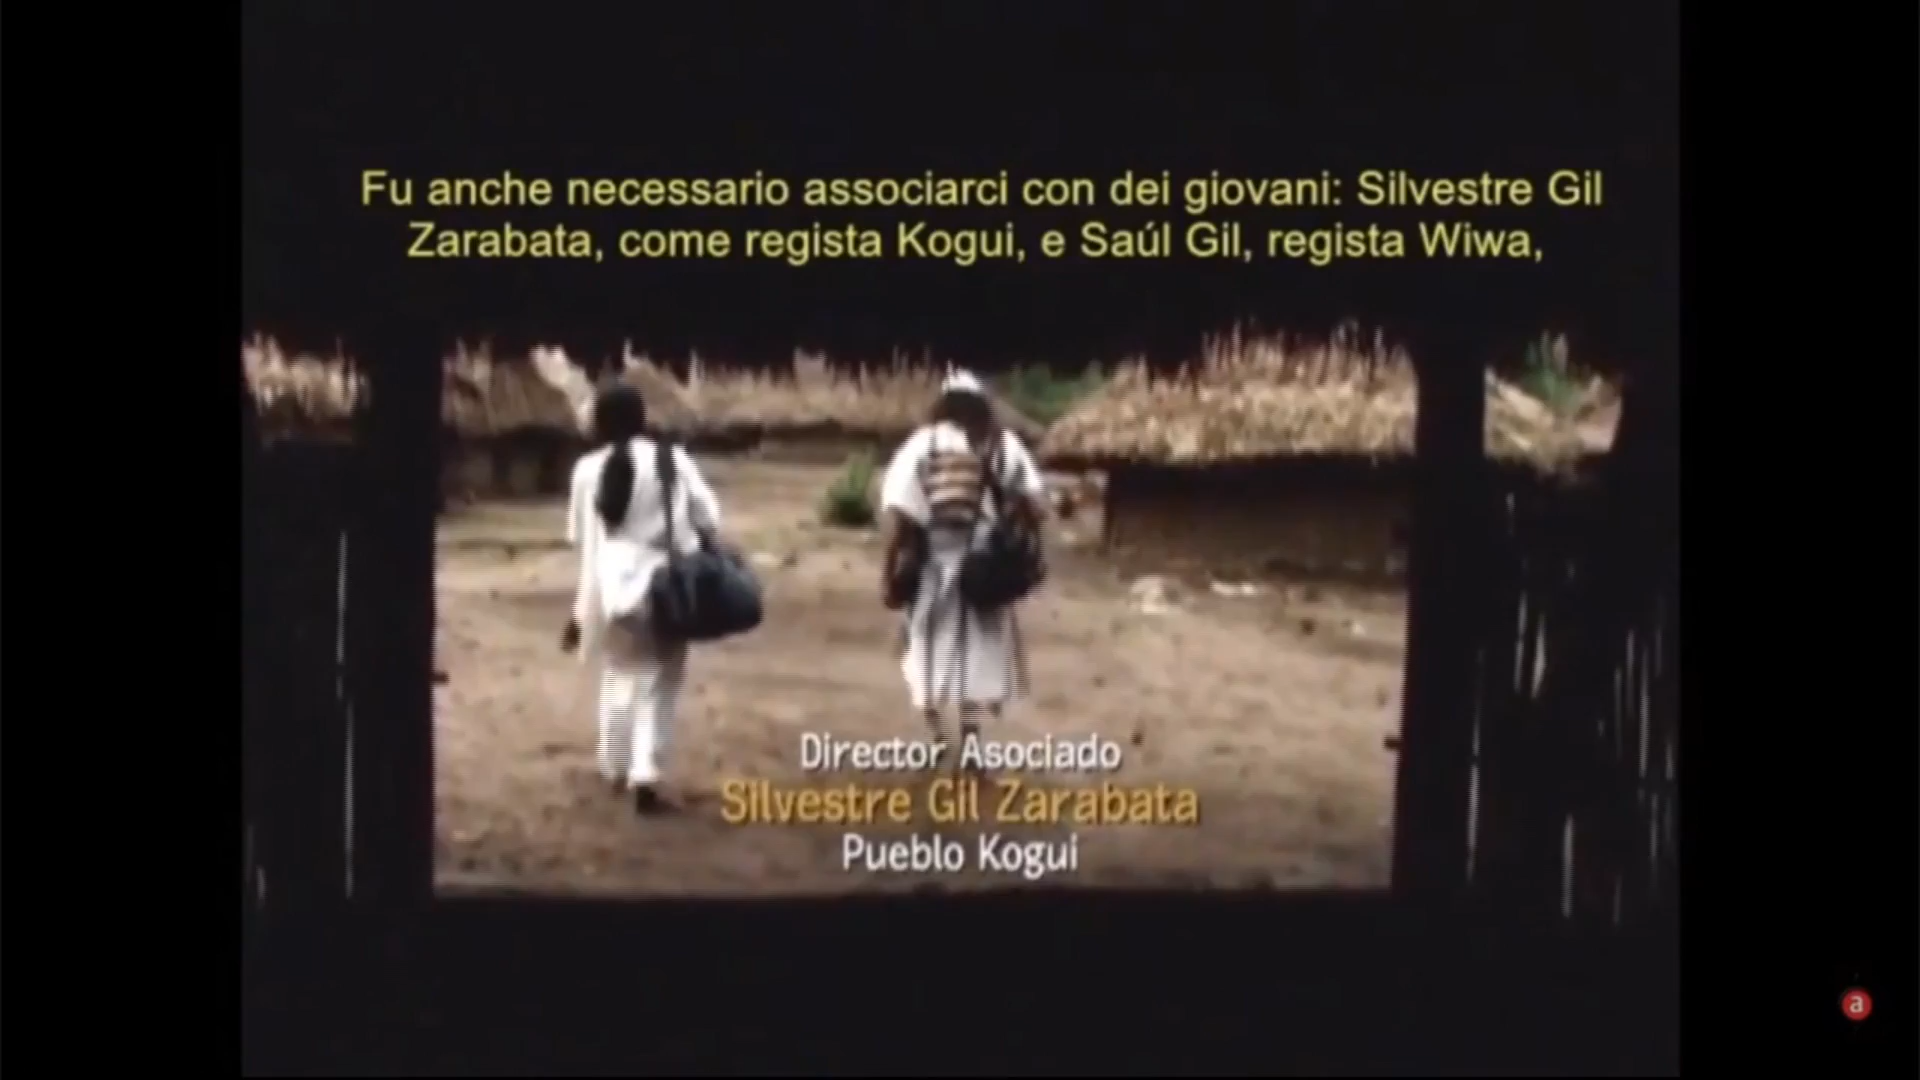 Fu anche necessario associarci con dei giovani: Silvestre Gil
Zarabata, come regista Kogui, e Saúl Gil, regista Wiwa,
Director Asociado
Silvestre Gil Zarabata
Pueblo Kogui
a